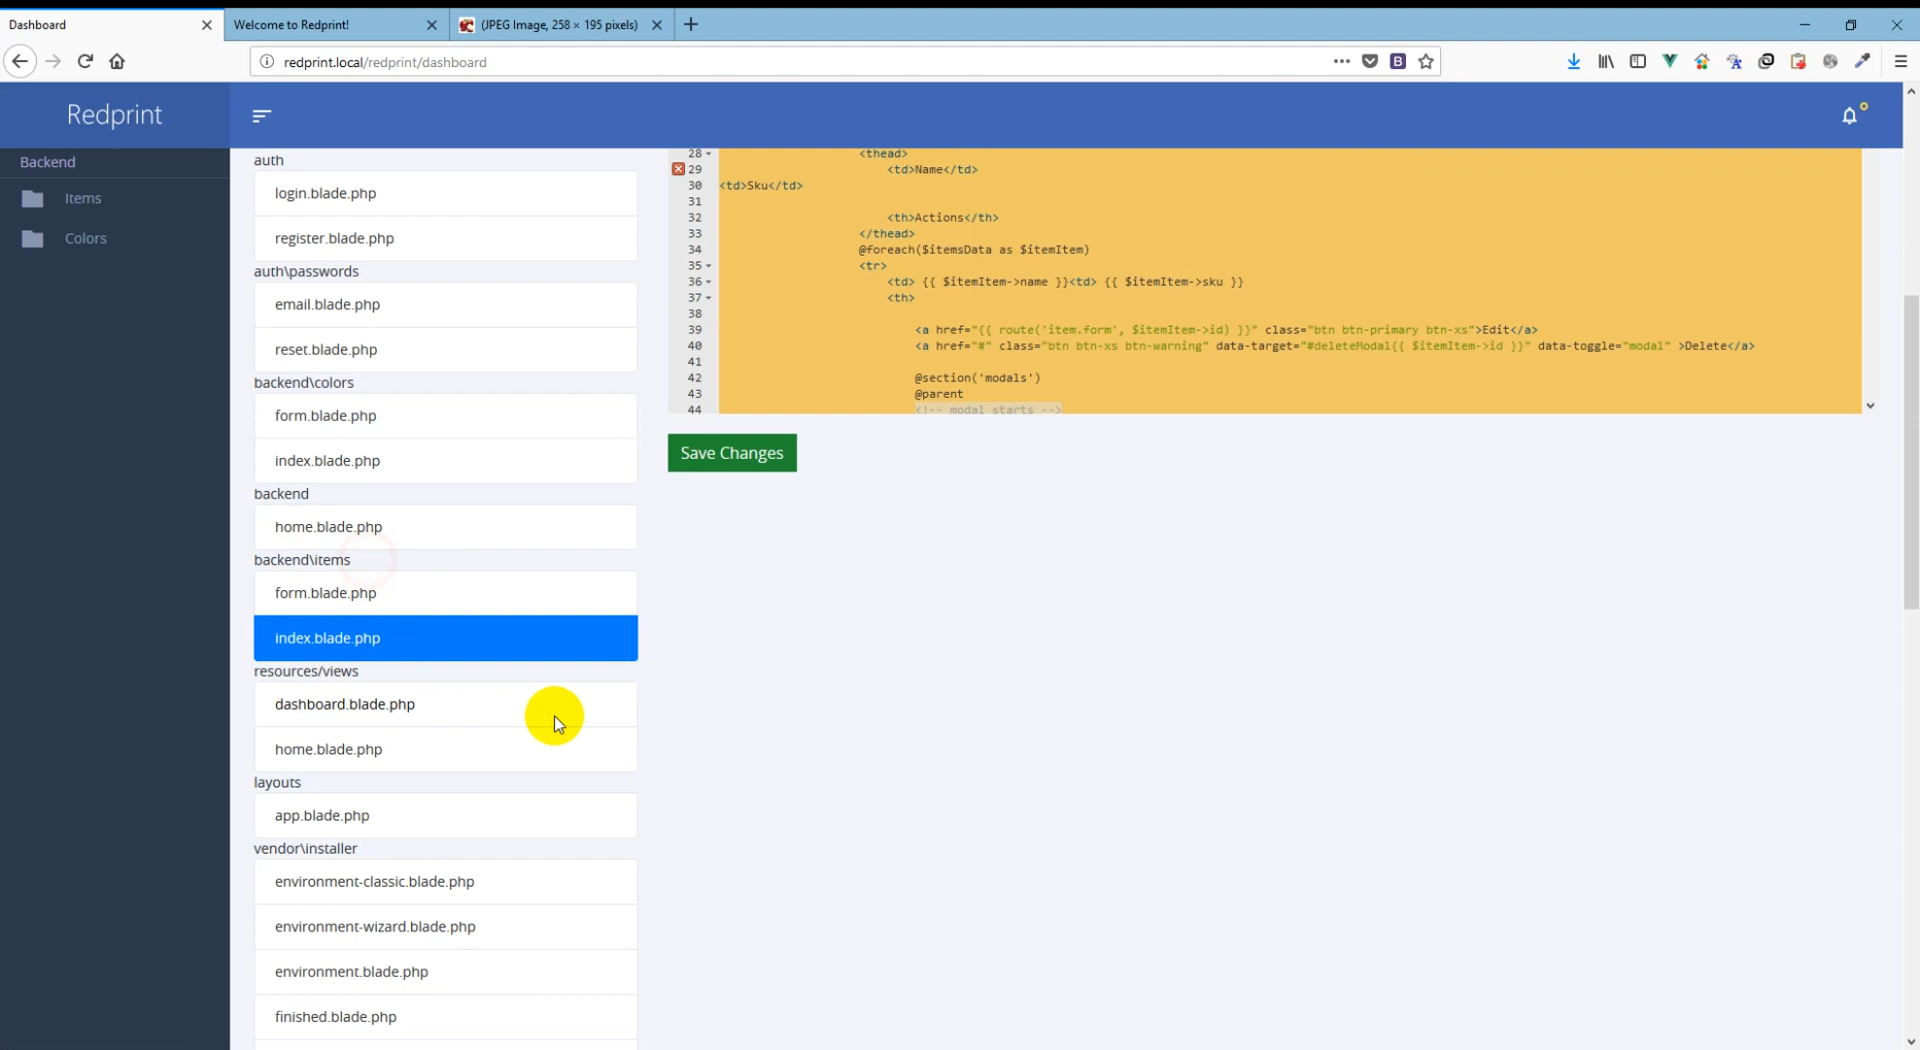 Dashboard
Welcome to Redprint!
(JPEG Image, 258 × 195 pixels)
redprint.local/redprint/dashboard
B
Redprint
Backend
Items
Colors
auth
login.blade.php
register.blade.php
auth\passwords
email.blade.php
reset.blade.php
backend\colors
form.blade.php
index.blade.php
backend
home.blade.php
backend\items
form.blade.php
index.blade.php
resources/views
dashboard.blade.php
home.blade.php
layouts
app.blade.php
vendor\installer
environment-classic.blade.php
environment-wizard.blade.php
environment.blade.php
finished.blade.php
28 <thead>
29 <td>Name</td>
30 <td>Sku</td>
31
32 <th>Actions</th>
33 </thead>
34 @foreach($itemsData as $itemItem)
35 <tr>
36 <td> {{ $itemItem->name }}<td> {{ $itemItem->sku }}
37 <th>
38
39 <a href="{{ route('item.form', $itemItem->id) }}" class="btn btn-primary btn-xs">Edit</a>
40 <a href="#" class="btn btn-xs btn-warning" data-target="#deleteModal{{ $itemItem->id }}" data-toggle="modal" >Delete</a>
41
42 @section('modals')
43 @parent
44 <!-- modal starts -->
Save Changes